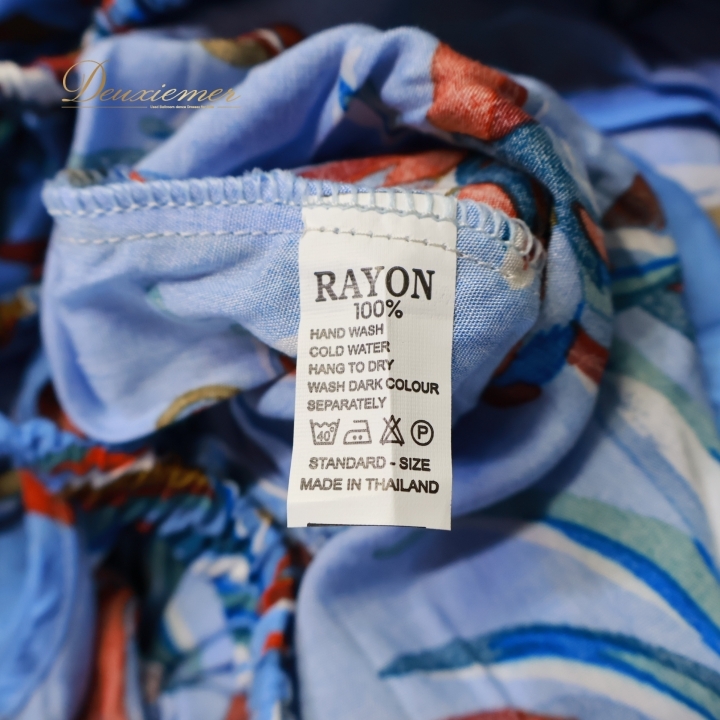 Deuxiemer
RAYON
100%
HAND WASH
COLD WATER
HANG TO DRY
WASH DARK COLOUR
SEPARATELY
40°
P
STANDARD - SIZE
MADE IN THAILAND